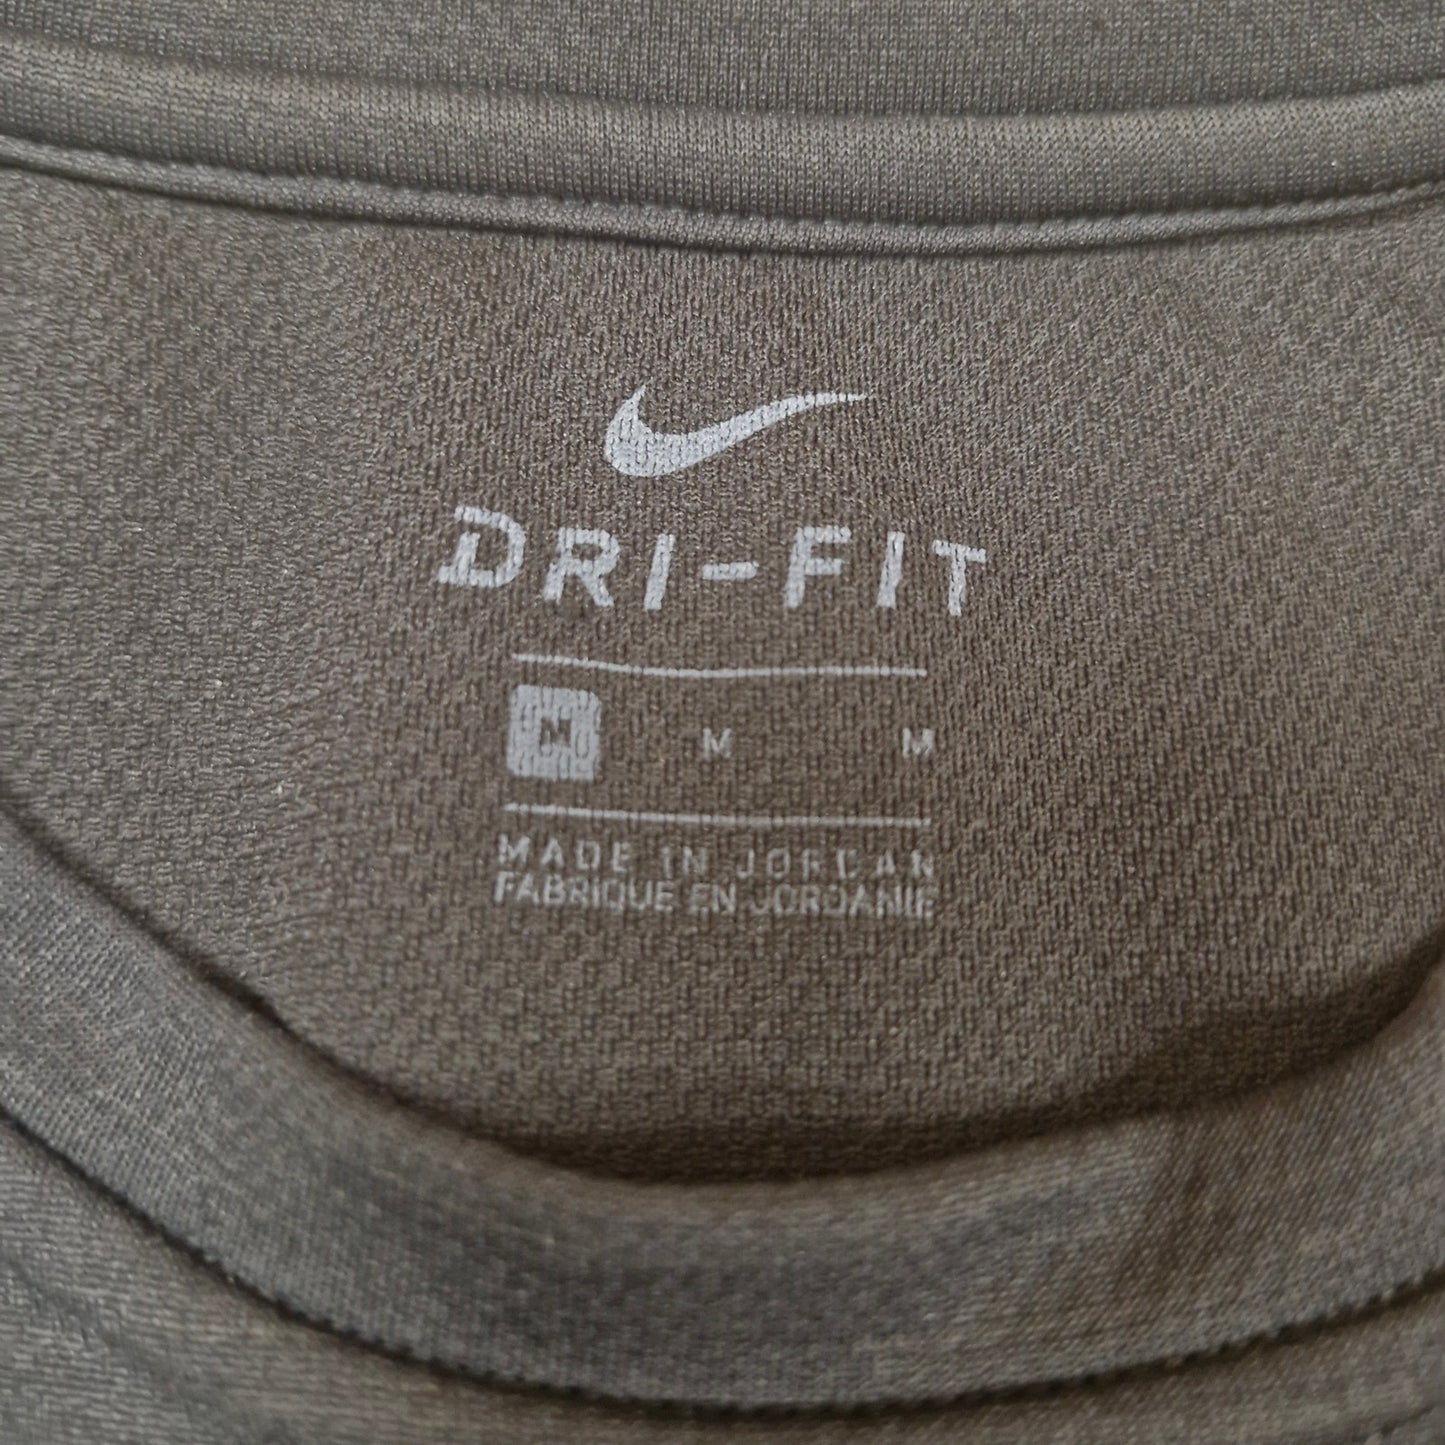 DRI-FIT
M M M
MADE IN JORDAN
FABRIQUE EN JORDANIE